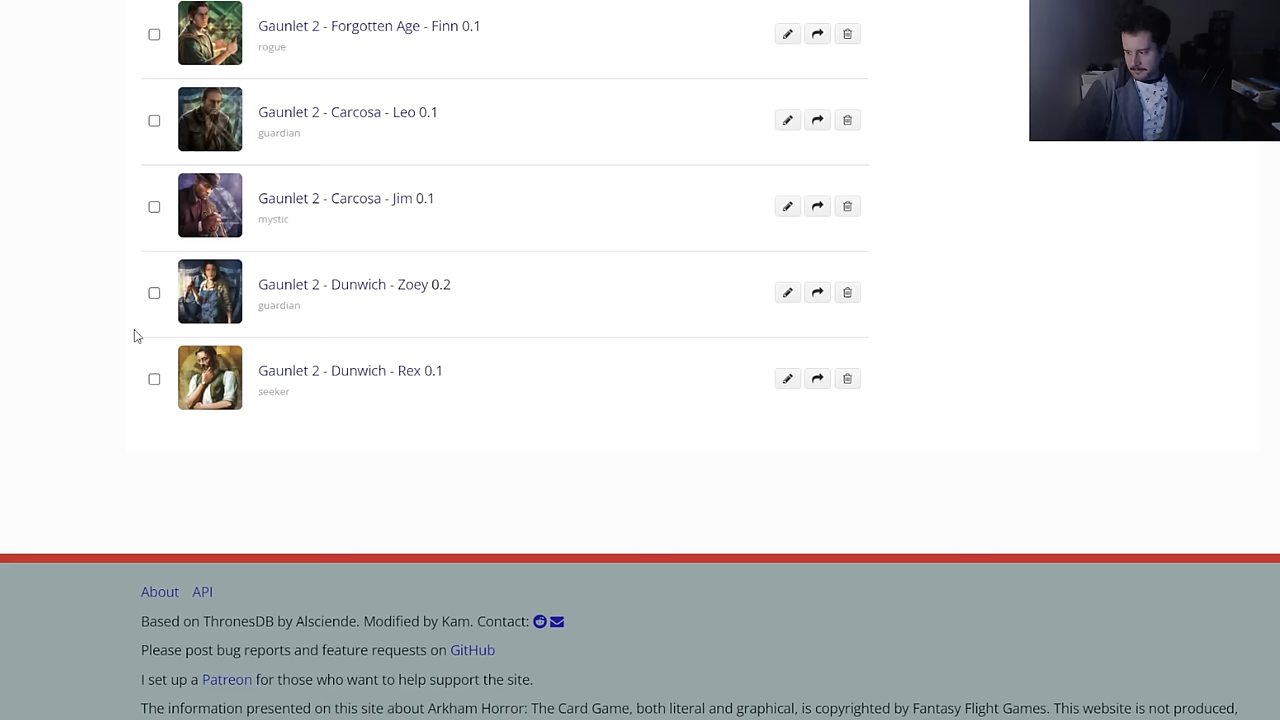 Gaunlet 2 - Forgotten Age - Finn 0.1
rogue
Gaunlet 2 - Carcosa - Leo 0.1
guardian
Gaunlet 2 - Carcosa - Jim 0.1
mystic
Gaunlet 2 - Dunwich - Zoey 0.2
guardian
Gaunlet 2 - Dunwich - Rex 0.1
seeker
About API
Based on ThronesDB by Alsciende. Modified by Kam. Contact:
Please post bug reports and feature requests on GitHub
I set up a Patreon for those who want to help support the site.
The information presented on this site about Arkham Horror: The Card Game, both literal and graphical, is copyrighted by Fantasy Flight Games. This website is not produced,